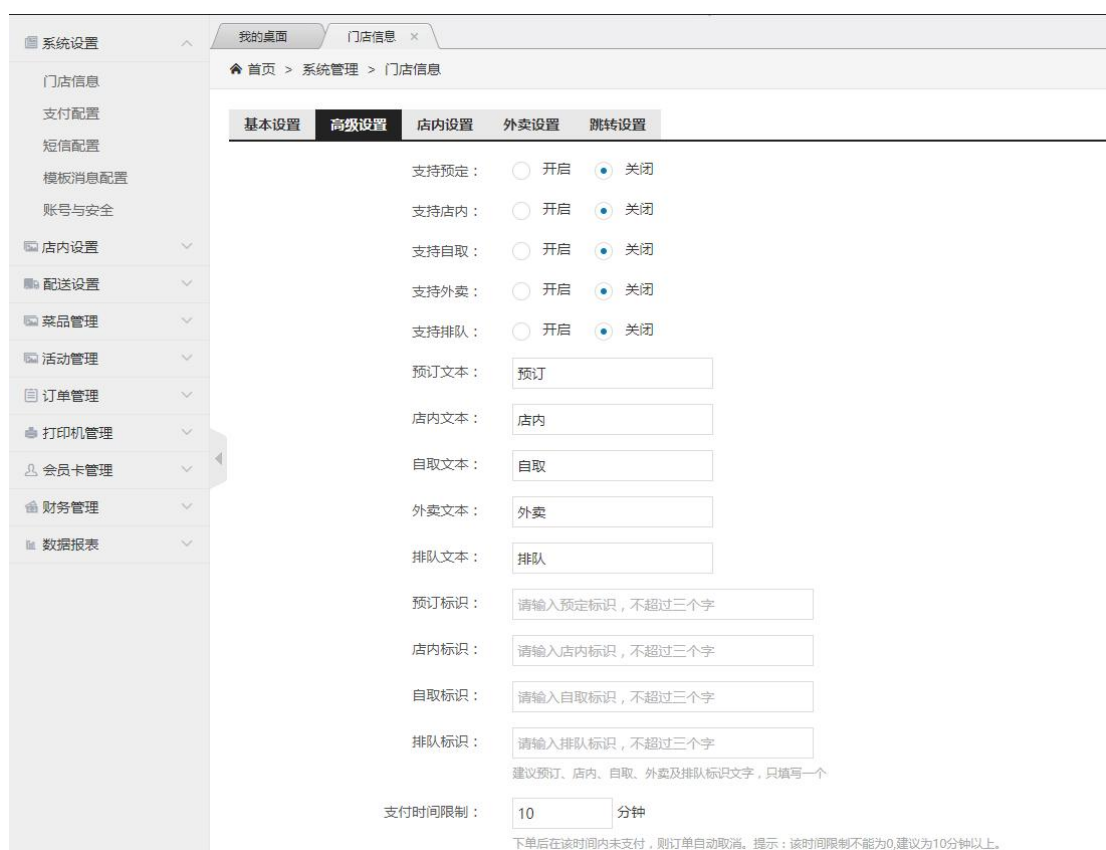 系统设置
门店信息
支付配置
短信配置
模板消息配置
账号与安全
店内设置
配送设置
菜品管理
活动管理
订单管理
打印机管理
会员卡管理
财务管理
数据报表
我的桌面 门店信息 ×
首页 > 系统管理 > 门店信息
基本设置 高级设置 店内设置 外卖设置 跳转设置
支持预定： 开启 关闭
支持店内： 开启 关闭
支持自取： 开启 关闭
支持外卖： 开启 关闭
支持排队： 开启 关闭
预订文本： 预订
店内文本： 店内
自取文本： 自取
外卖文本： 外卖
排队文本： 排队
预订标识： 请输入预定标识，不超过三个字
店内标识： 请输入店内标识，不超过三个字
自取标识： 请输入自取标识，不超过三个字
排队标识： 请输入排队标识，不超过三个字
建议预订、店内、自取、外卖及排队标识文字，只填写一个
支付时间限制： 10 分钟
下单后在该时间内未支付，则订单自动取消。提示：该时间限制不能为0,建议为10分钟以上。